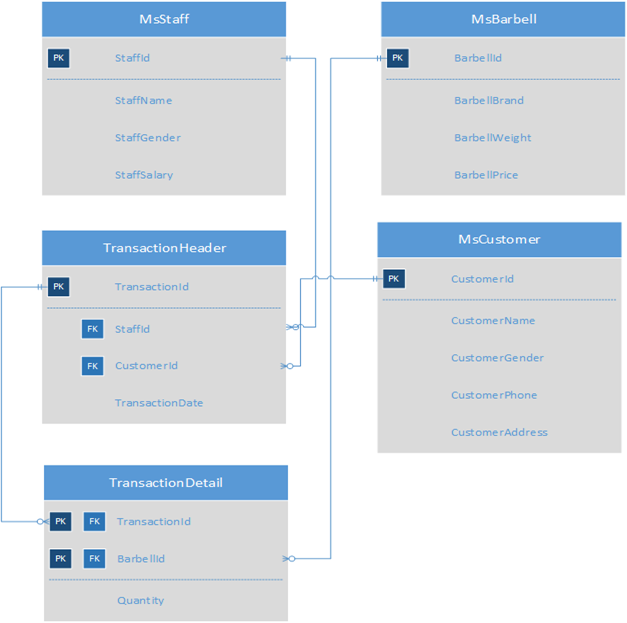 MsStaff
PK StaffId
StaffName
StaffGender
StaffSalary
MsBarbell
PK BarbellId
BarbellBrand
BarbellWeight
BarbellPrice
TransactionHeader
PK TransactionId
FK StaffId
FK CustomerId
TransactionDate
MsCustomer
PK CustomerId
CustomerName
CustomerGender
CustomerPhone
CustomerAddress
TransactionDetail
PK FK TransactionId
PK FK BarbellId
Quantity